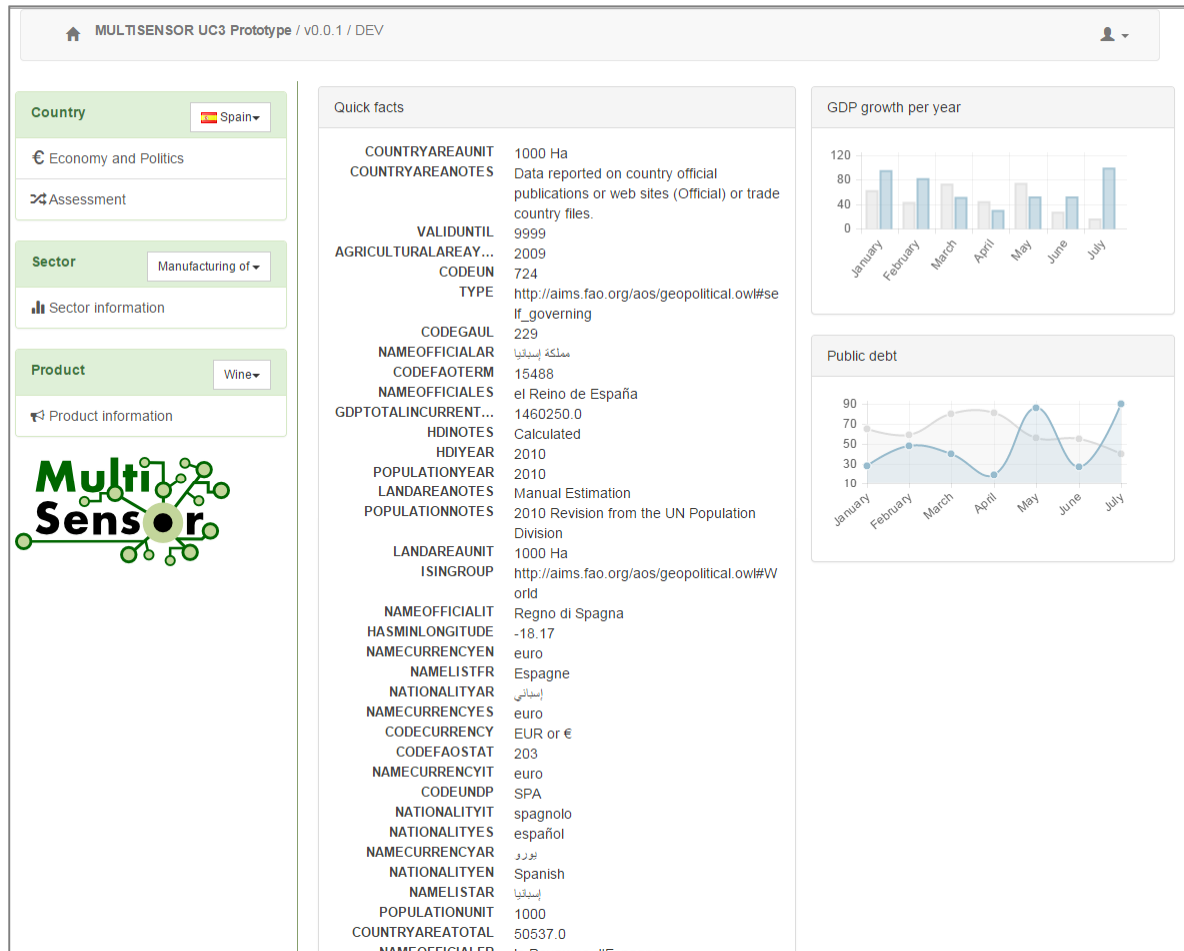 MULTISENSOR UC3 Prototype / v0.0.1 / DEV
Country
Spain
€ Economy and Politics
Assessment
Sector
Manufacturing of
Sector information
Product
Wine
Product information
Multi
Sensor
Quick facts
COUNTRYAREAUNIT 1000 Ha
COUNTRYAREANOTES Data reported on country official
publications or web sites (Official) or trade
country files.
VALIDUNTIL 9999
AGRICULTURALAREAY... 2009
CODEUN 724
TYPE http://aims.fao.org/aos/geopolitical.owl#se
lf_governing
CODEGAUL 229
NAMEOFFICIALAR مملكة إسبانيا
CODEFAOTERM 15488
NAMEOFFICIALES el Reino de España
GDPTOTALINCURRENT... 1460250.0
HDINOTES Calculated
HDIYEAR 2010
POPULATIONYEAR 2010
LANDAREANOTES Manual Estimation
POPULATIONNOTES 2010 Revision from the UN Population
Division
LANDAREAUNIT 1000 Ha
ISINGROUP http://aims.fao.org/aos/geopolitical.owl#W
orld
NAMEOFFICIALIT Regno di Spagna
HASMINLONGITUDE -18.17
NAMECURRENCYEN euro
NAMELISTFR Espagne
NATIONALITYAR إسباني
NAMECURRENCYES euro
CODECURRENCY EUR or €
CODEFAOSTAT 203
NAMECURRENCYIT euro
CODEUNDP SPA
NATIONALITYIT spagnolo
NATIONALITYES español
NAMECURRENCYAR يورو
NATIONALITYEN Spanish
NAMELISTAR إسبانيا
POPULATIONUNIT 1000
COUNTRYAREATOTAL 50537.0
GDP growth per year
120
80
40
0
January February March April May June July
Public debt
90
70
50
30
10
January February March April May June July